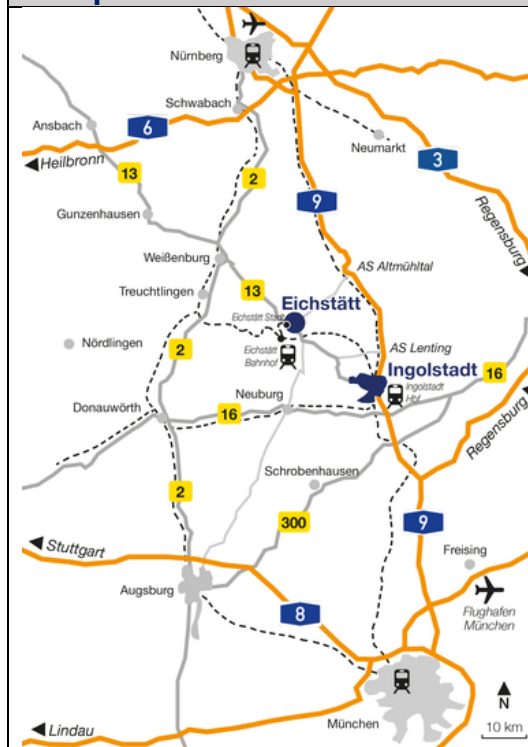 Nürnberg
Schwabach
Ansbach
6
Neumarkt
Heilbronn
3
13
2
Regensburg
9
Gunzenhausen
Weißenburg
AS Altmühltal
13
Treuchtlingen
Eichstätt
Eichstätt Stadt
Nördlingen
2
Eichstätt
Bahnhof
AS Lenting
Ingolstadt
16
Ingolstadt
Hbf
Donauwörth
16
Neuburg
Regensburg
Schrobenhausen
2
300
9
Stuttgart
Freising
Augsburg
8
Flughafen
München
N
München
10 km
Lindau